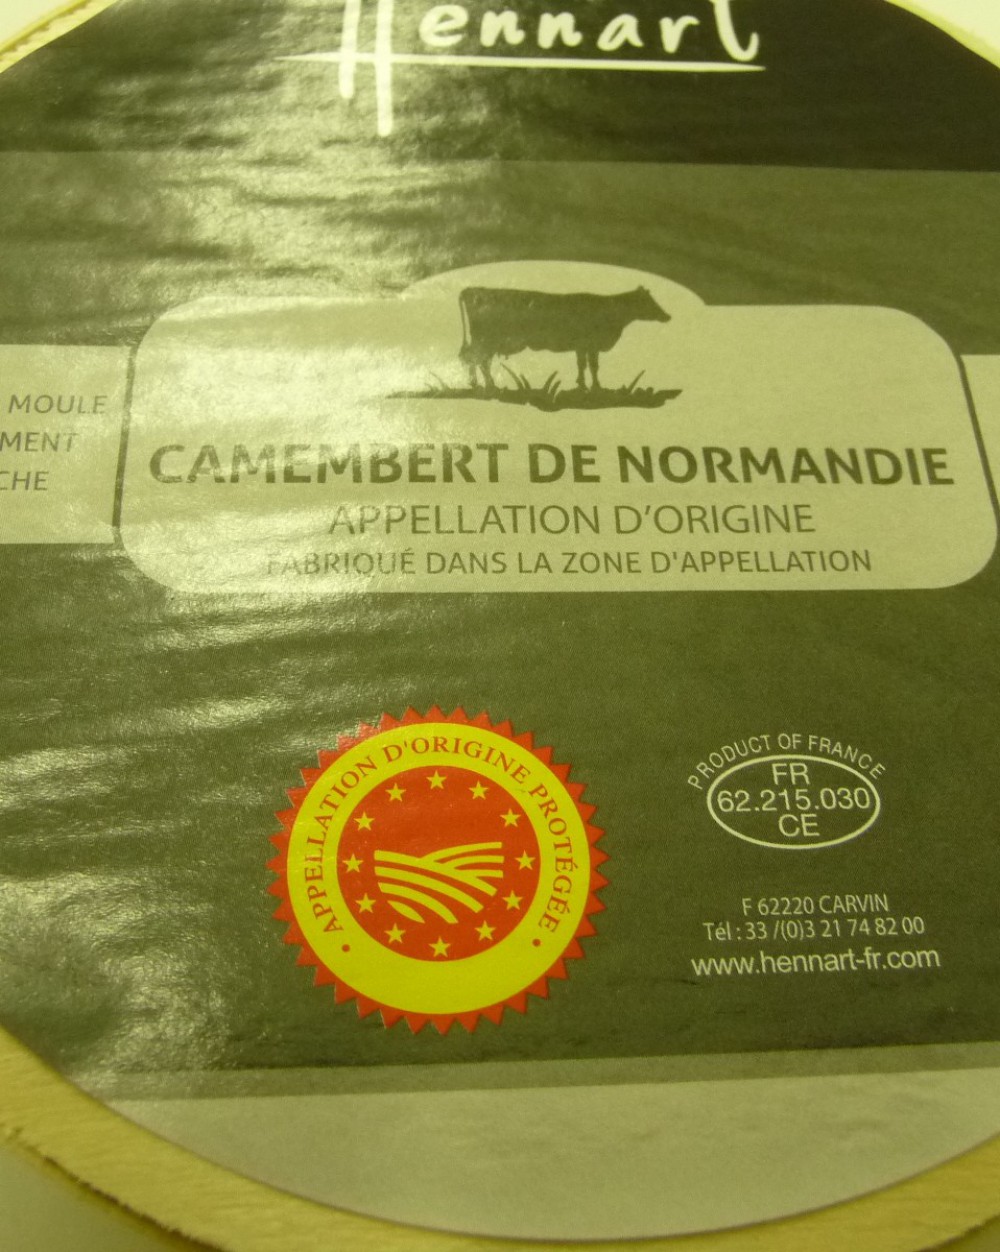 Hennart
MOULE
MENT
CHE
CAMEMBERT DE NORMANDIE
APPELLATION D'ORIGINE
FABRIQUÉ DANS LA ZONE D'APPELLATION
• APPELLATION D'ORIGINE PROTÉGÉE •
PRODUCT OF FRANCE
FR
62.215.030
CE
F 62220 CARVIN
Tél : 33 /(0)3 21 74 82 00
www.hennart-fr.com